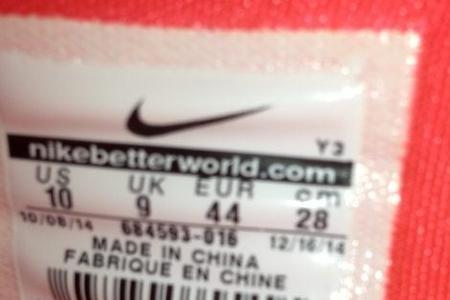 Y3
nikebetterworld.com
US UK EUR cm
10 9 44 28
10/08/14 684593-016 12/16/14
MADE IN CHINA
FABRIQUE EN CHINE